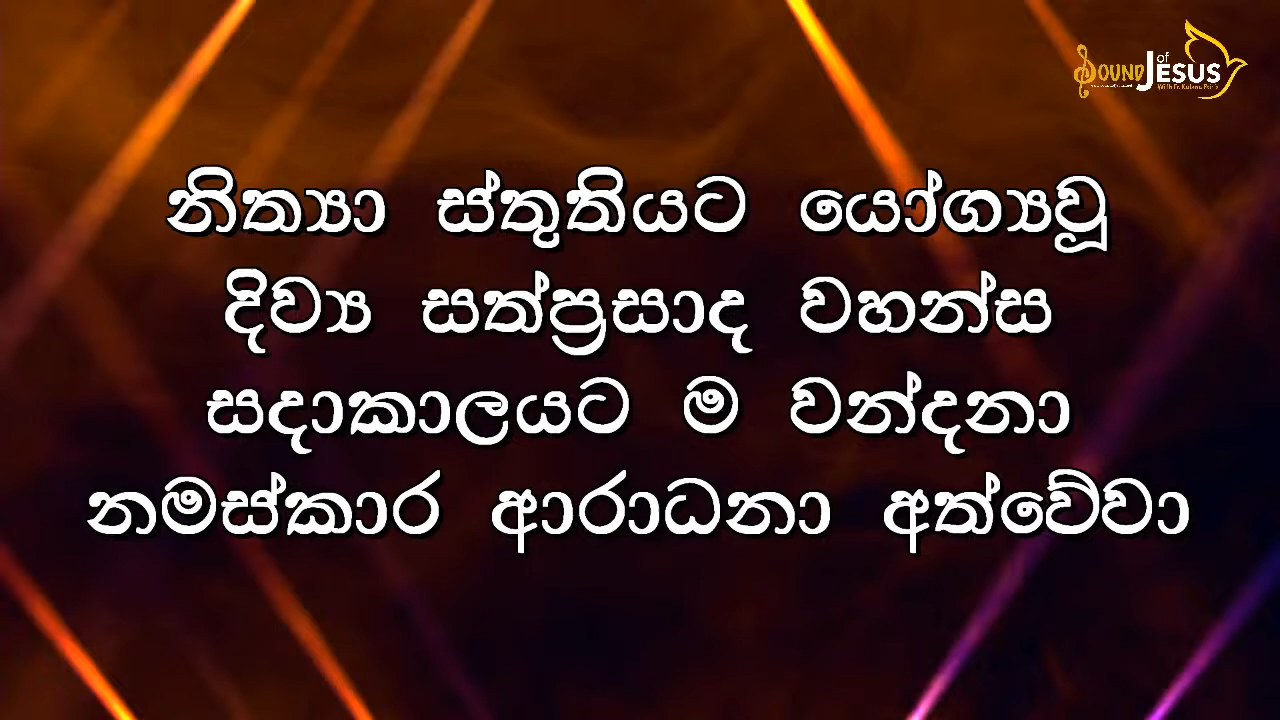 Sound of Jesus
නිත්‍යා ස්තුතියට යෝග්‍යවූ
දිව්‍ය සත්ප්‍රසාද වහන්ස
සදාකාලයට ම වන්දනා
නමස්කාර ආරාධනා අත්වේවා